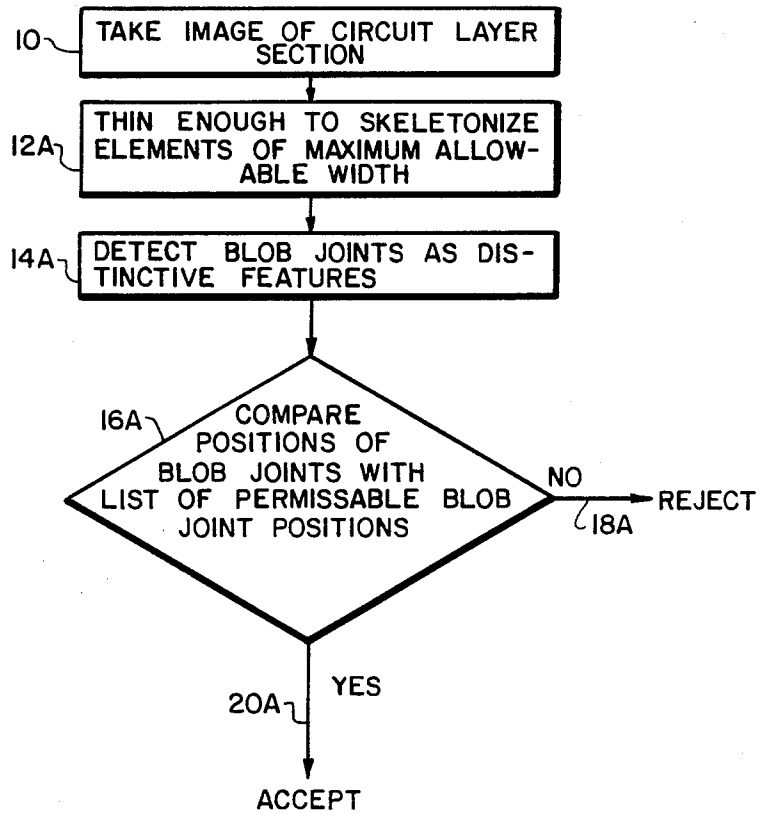 10
TAKE IMAGE OF CIRCUIT LAYER
SECTION
12A
THIN ENOUGH TO SKELETONIZE
ELEMENTS OF MAXIMUM ALLOW-
ABLE WIDTH
14A
DETECT BLOB JOINTS AS DIS-
TINCTIVE FEATURES
16A
COMPARE
POSITIONS OF
BLOB JOINTS WITH
LIST OF PERMISSABLE BLOB
JOINT POSITIONS
NO
REJECT
18A
YES
20A
ACCEPT